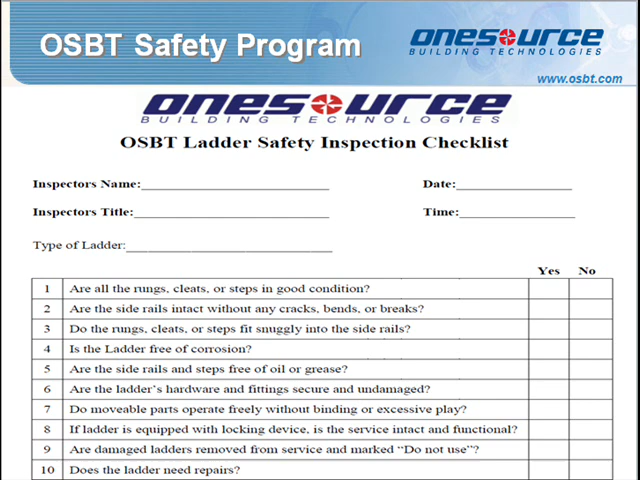 OSBT Safety Program
onesource
BUILDING TECHNOLOGIES
www.osbt.com
onesource
BUILDING TECHNOLOGIES
OSBT Ladder Safety Inspection Checklist
Inspectors Name: Date:
Inspectors Title: Time:
Type of Ladder:
Yes No
1 Are all the rungs, cleats, or steps in good condition?
2 Are the side rails intact without any cracks, bends, or breaks?
3 Do the rungs, cleats, or steps fit snuggly into the side rails?
4 Is the Ladder free of corrosion?
5 Are the side rails and steps free of oil or grease?
6 Are the ladder's hardware and fittings secure and undamaged?
7 Do moveable parts operate freely without binding or excessive play?
8 If ladder is equipped with locking device, is the service intact and functional?
9 Are damaged ladders removed from service and marked “Do not use”?
10 Does the ladder need repairs?